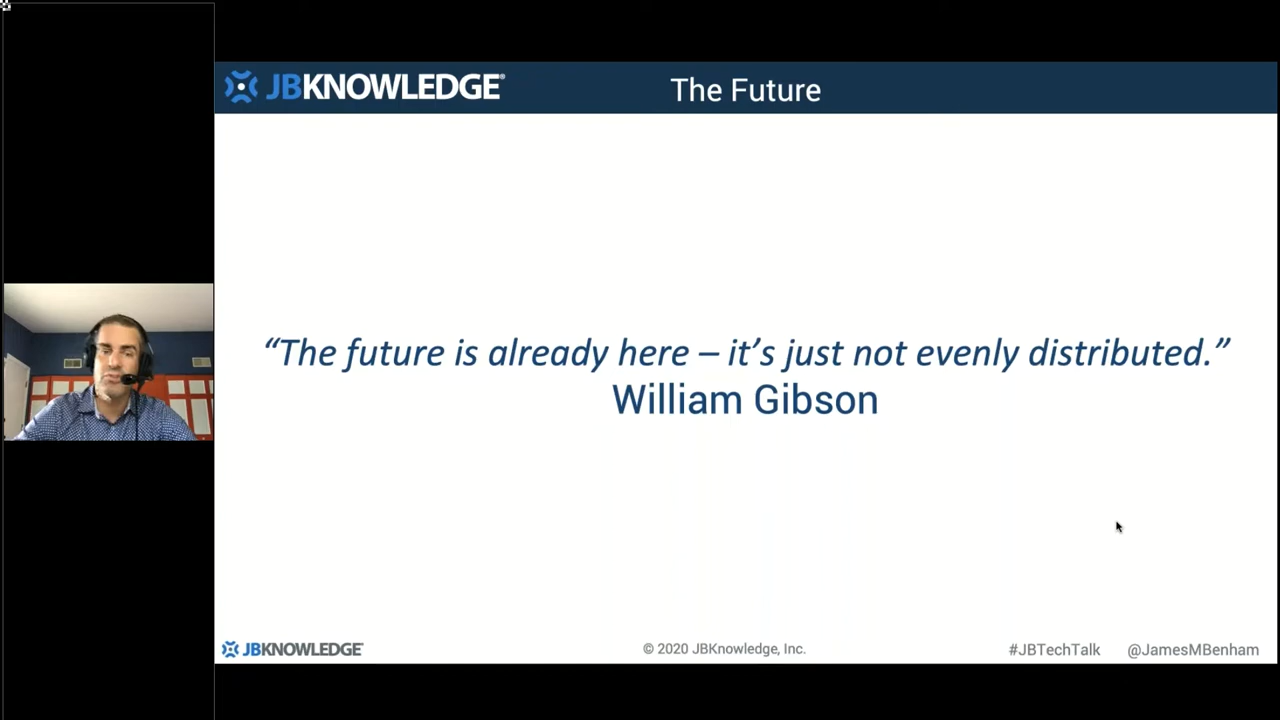 JBKNOWLEDGE®
The Future
“The future is already here – it’s just not evenly distributed.”
William Gibson
JBKNOWLEDGE
© 2020 JBKnowledge, Inc.
#JBTechTalk
@JamesMBenham